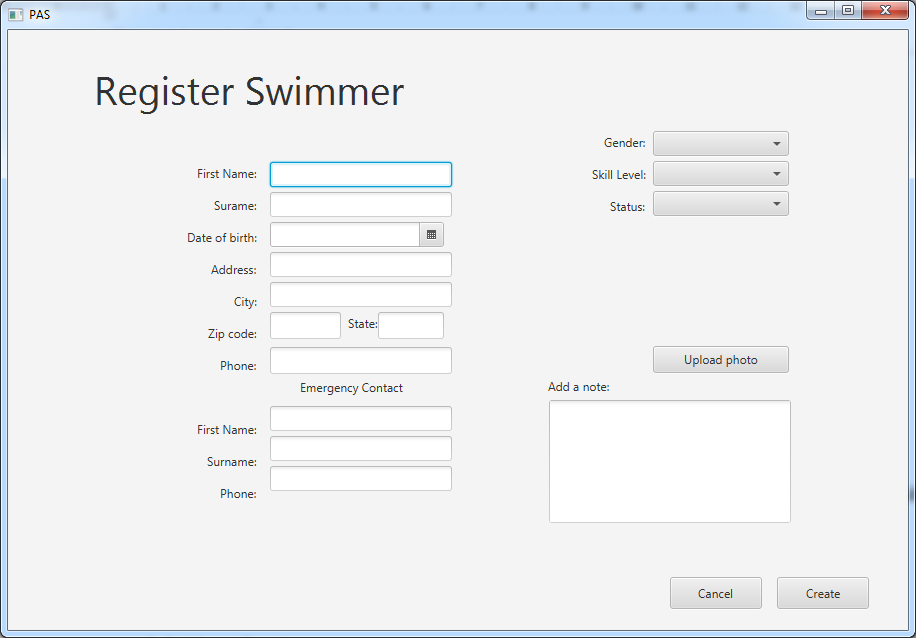 PAS
Register Swimmer
First Name:
Surame:
Date of birth:
Address:
City:
Zip code:
State:
Phone:
Emergency Contact
First Name:
Surname:
Phone:
Gender:
Skill Level:
Status:
Upload photo
Add a note:
Cancel
Create